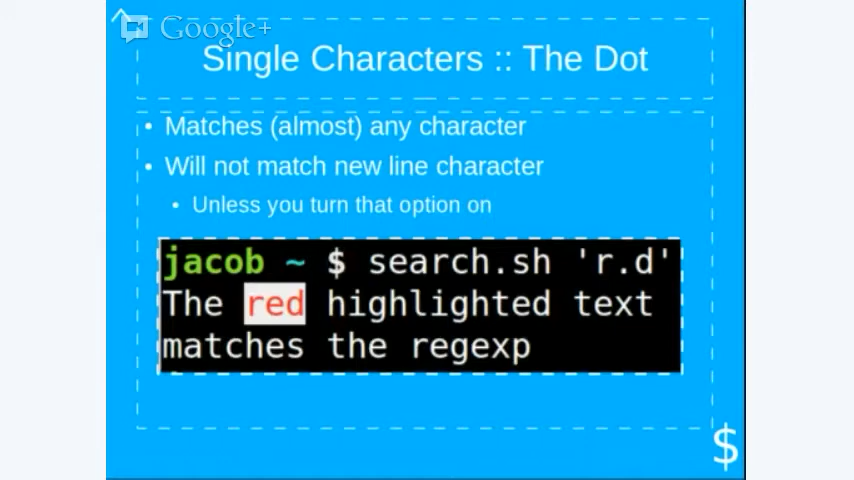 Google+
Single Characters :: The Dot
• Matches (almost) any character
• Will not match new line character
• Unless you turn that option on
jacob ~ $ search.sh 'r.d'
The red highlighted text
matches the regexp
$